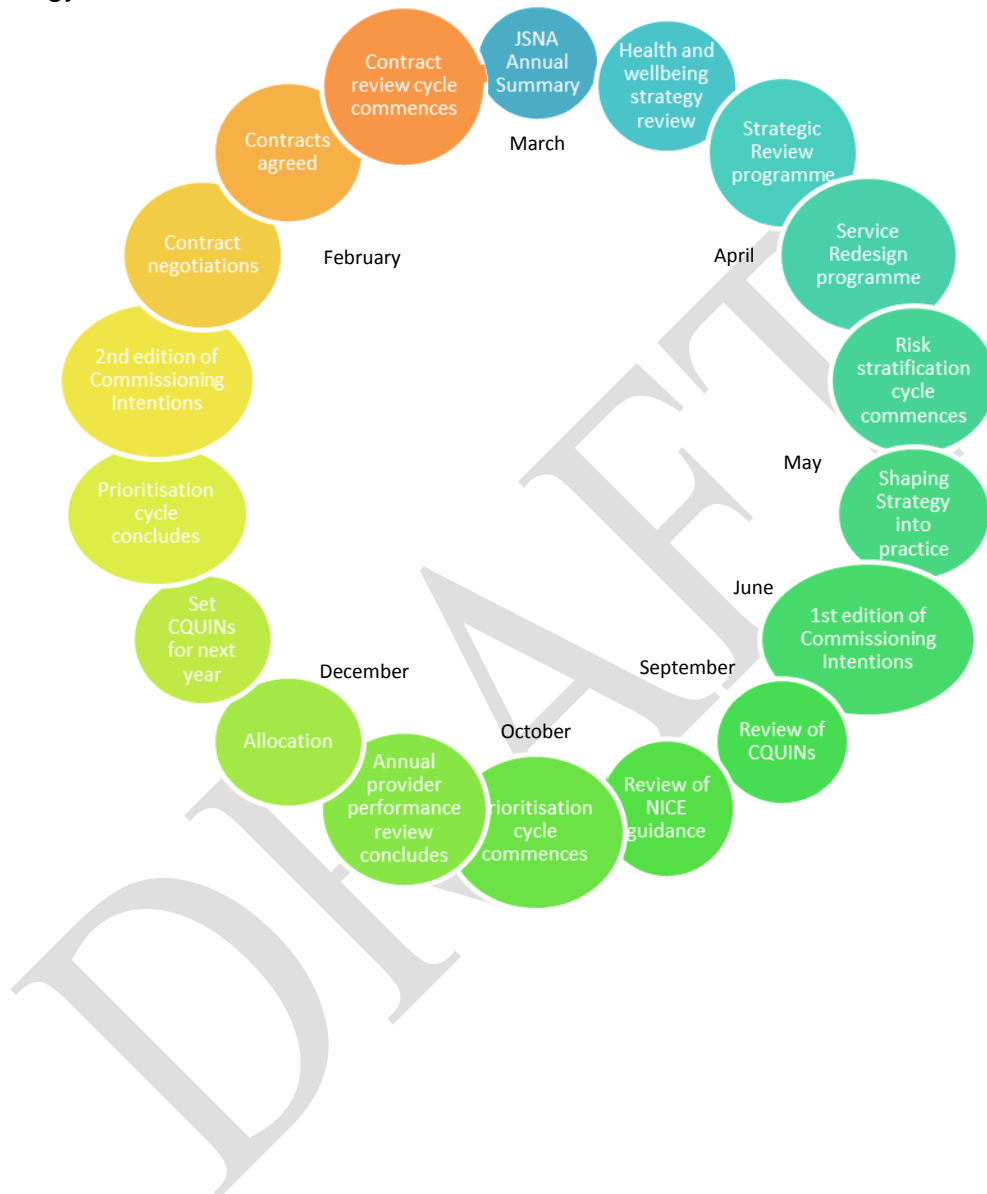 JSNA
Annual
Summary
Health and
wellbeing
strategy
review
March
Strategic
Review
programme
April
Service
Redesign
programme
Risk
stratification
cycle
commences
May
Shaping
Strategy
into
practice
June
1st edition of
Commissioning
Intentions
September
Review of
CQUINs
Review of
NICE
guidance
October
rioritisation
cycle
commences
Annual
provider
performance
review
concludes
December
Allocation
Set
CQUINs
for next
year
Prioritisation
cycle
concludes
2nd edition of
Commissioning
Intentions
February
Contract
negotiations
Contracts
agreed
Contract
review cycle
commences
DRAFT